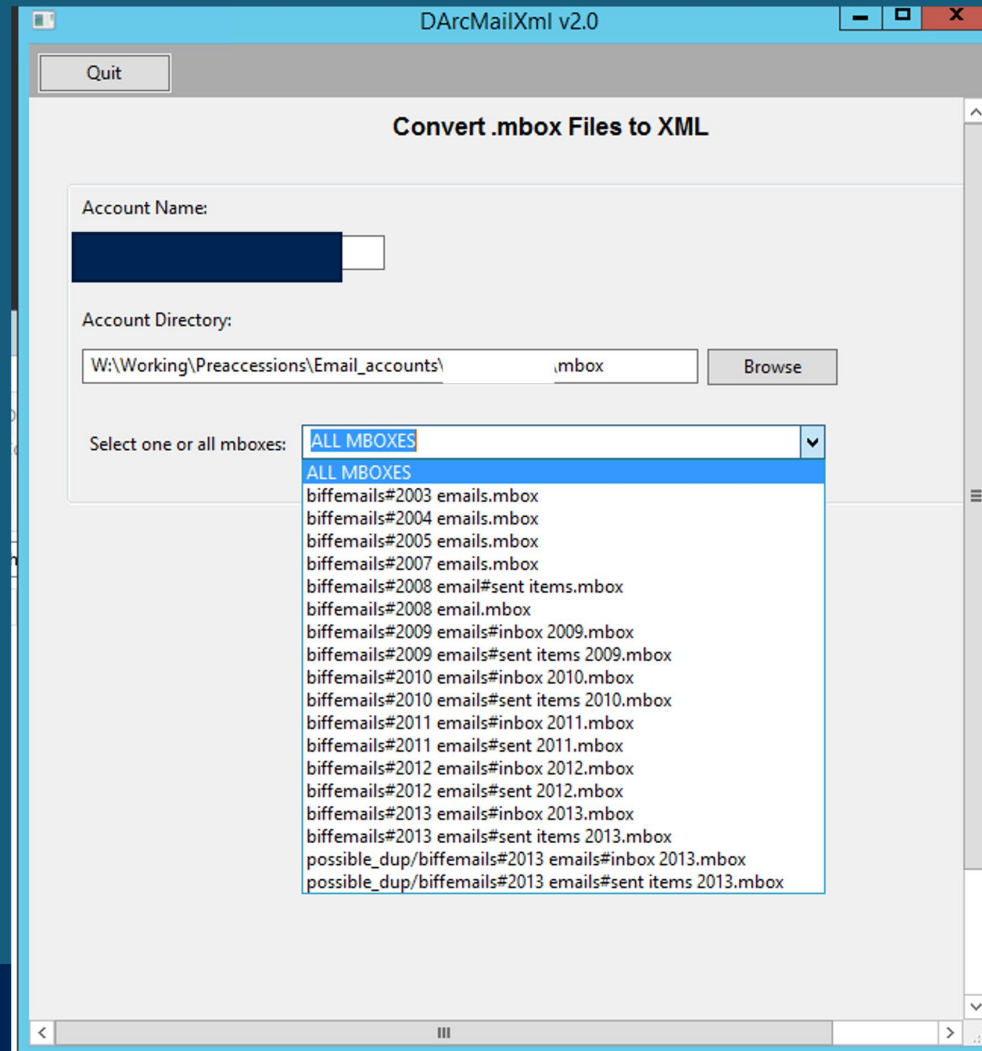 DArcMailXml v2.0
Quit
Convert .mbox Files to XML
Account Name:
Account Directory:
W:\Working\Preaccessions\Email_accounts\ \mbox
Browse
Select one or all mboxes:
ALL MBOXES
ALL MBOXES
biffemails#2003 emails.mbox
biffemails#2004 emails.mbox
biffemails#2005 emails.mbox
biffemails#2007 emails.mbox
biffemails#2008 email#sent items.mbox
biffemails#2008 email.mbox
biffemails#2009 emails#inbox 2009.mbox
biffemails#2009 emails#sent items 2009.mbox
biffemails#2010 emails#inbox 2010.mbox
biffemails#2010 emails#sent items 2010.mbox
biffemails#2011 emails#inbox 2011.mbox
biffemails#2011 emails#sent 2011.mbox
biffemails#2012 emails#inbox 2012.mbox
biffemails#2012 emails#sent 2012.mbox
biffemails#2013 emails#inbox 2013.mbox
biffemails#2013 emails#sent items 2013.mbox
possible_dup/biffemails#2013 emails#inbox 2013.mbox
possible_dup/biffemails#2013 emails#sent items 2013.mbox